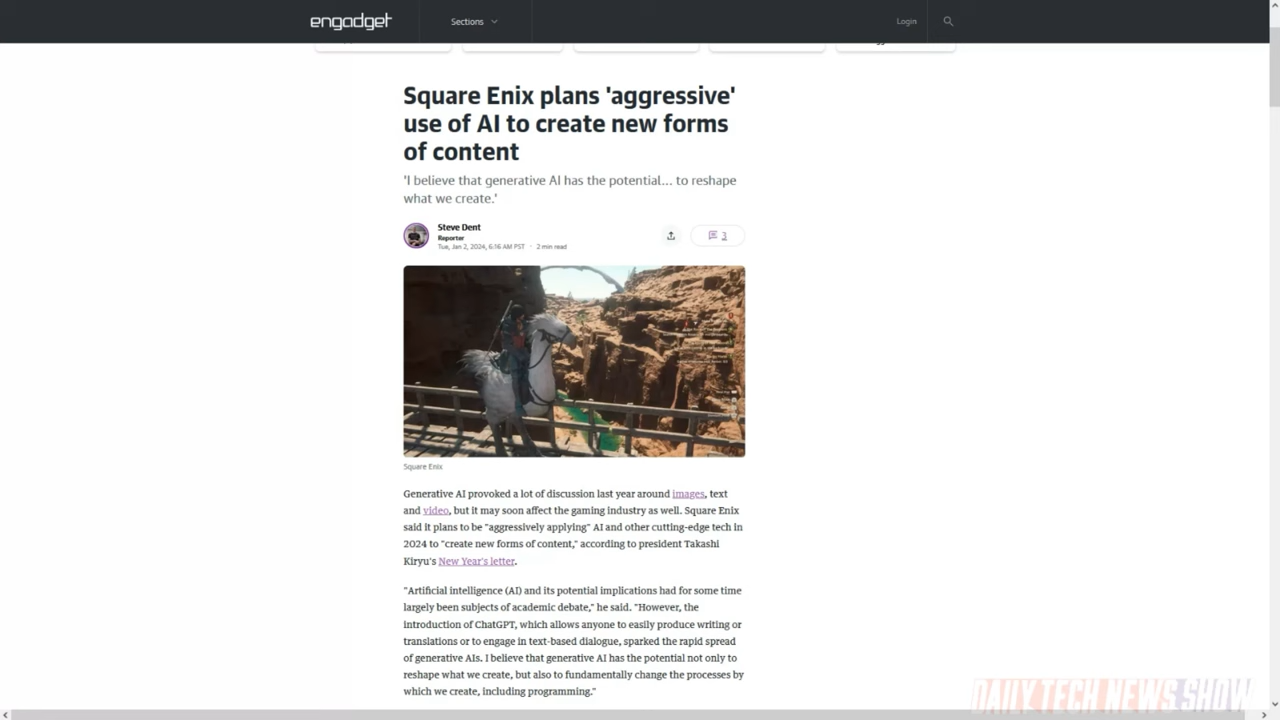 engadget
Sections
Login
Square Enix plans 'aggressive'
use of AI to create new forms
of content
'I believe that generative AI has the potential... to reshape
what we create.'
Steve Dent
Reporter
Tue, Jan 2, 2024, 6:16 AM PST · 2 min read
3
Square Enix
Generative AI provoked a lot of discussion last year around images, text
and video, but it may soon affect the gaming industry as well. Square Enix
said it plans to be "aggressively applying" AI and other cutting-edge tech in
2024 to "create new forms of content," according to president Takashi
Kiryu's New Year's letter.
"Artificial intelligence (AI) and its potential implications had for some time
largely been subjects of academic debate," he said. "However, the
introduction of ChatGPT, which allows anyone to easily produce writing or
translations or to engage in text-based dialogue, sparked the rapid spread
of generative AIs. I believe that generative AI has the potential not only to
reshape what we create, but also to fundamentally change the processes by
which we create, including programming."
DAILY TECH NEWS SHOW